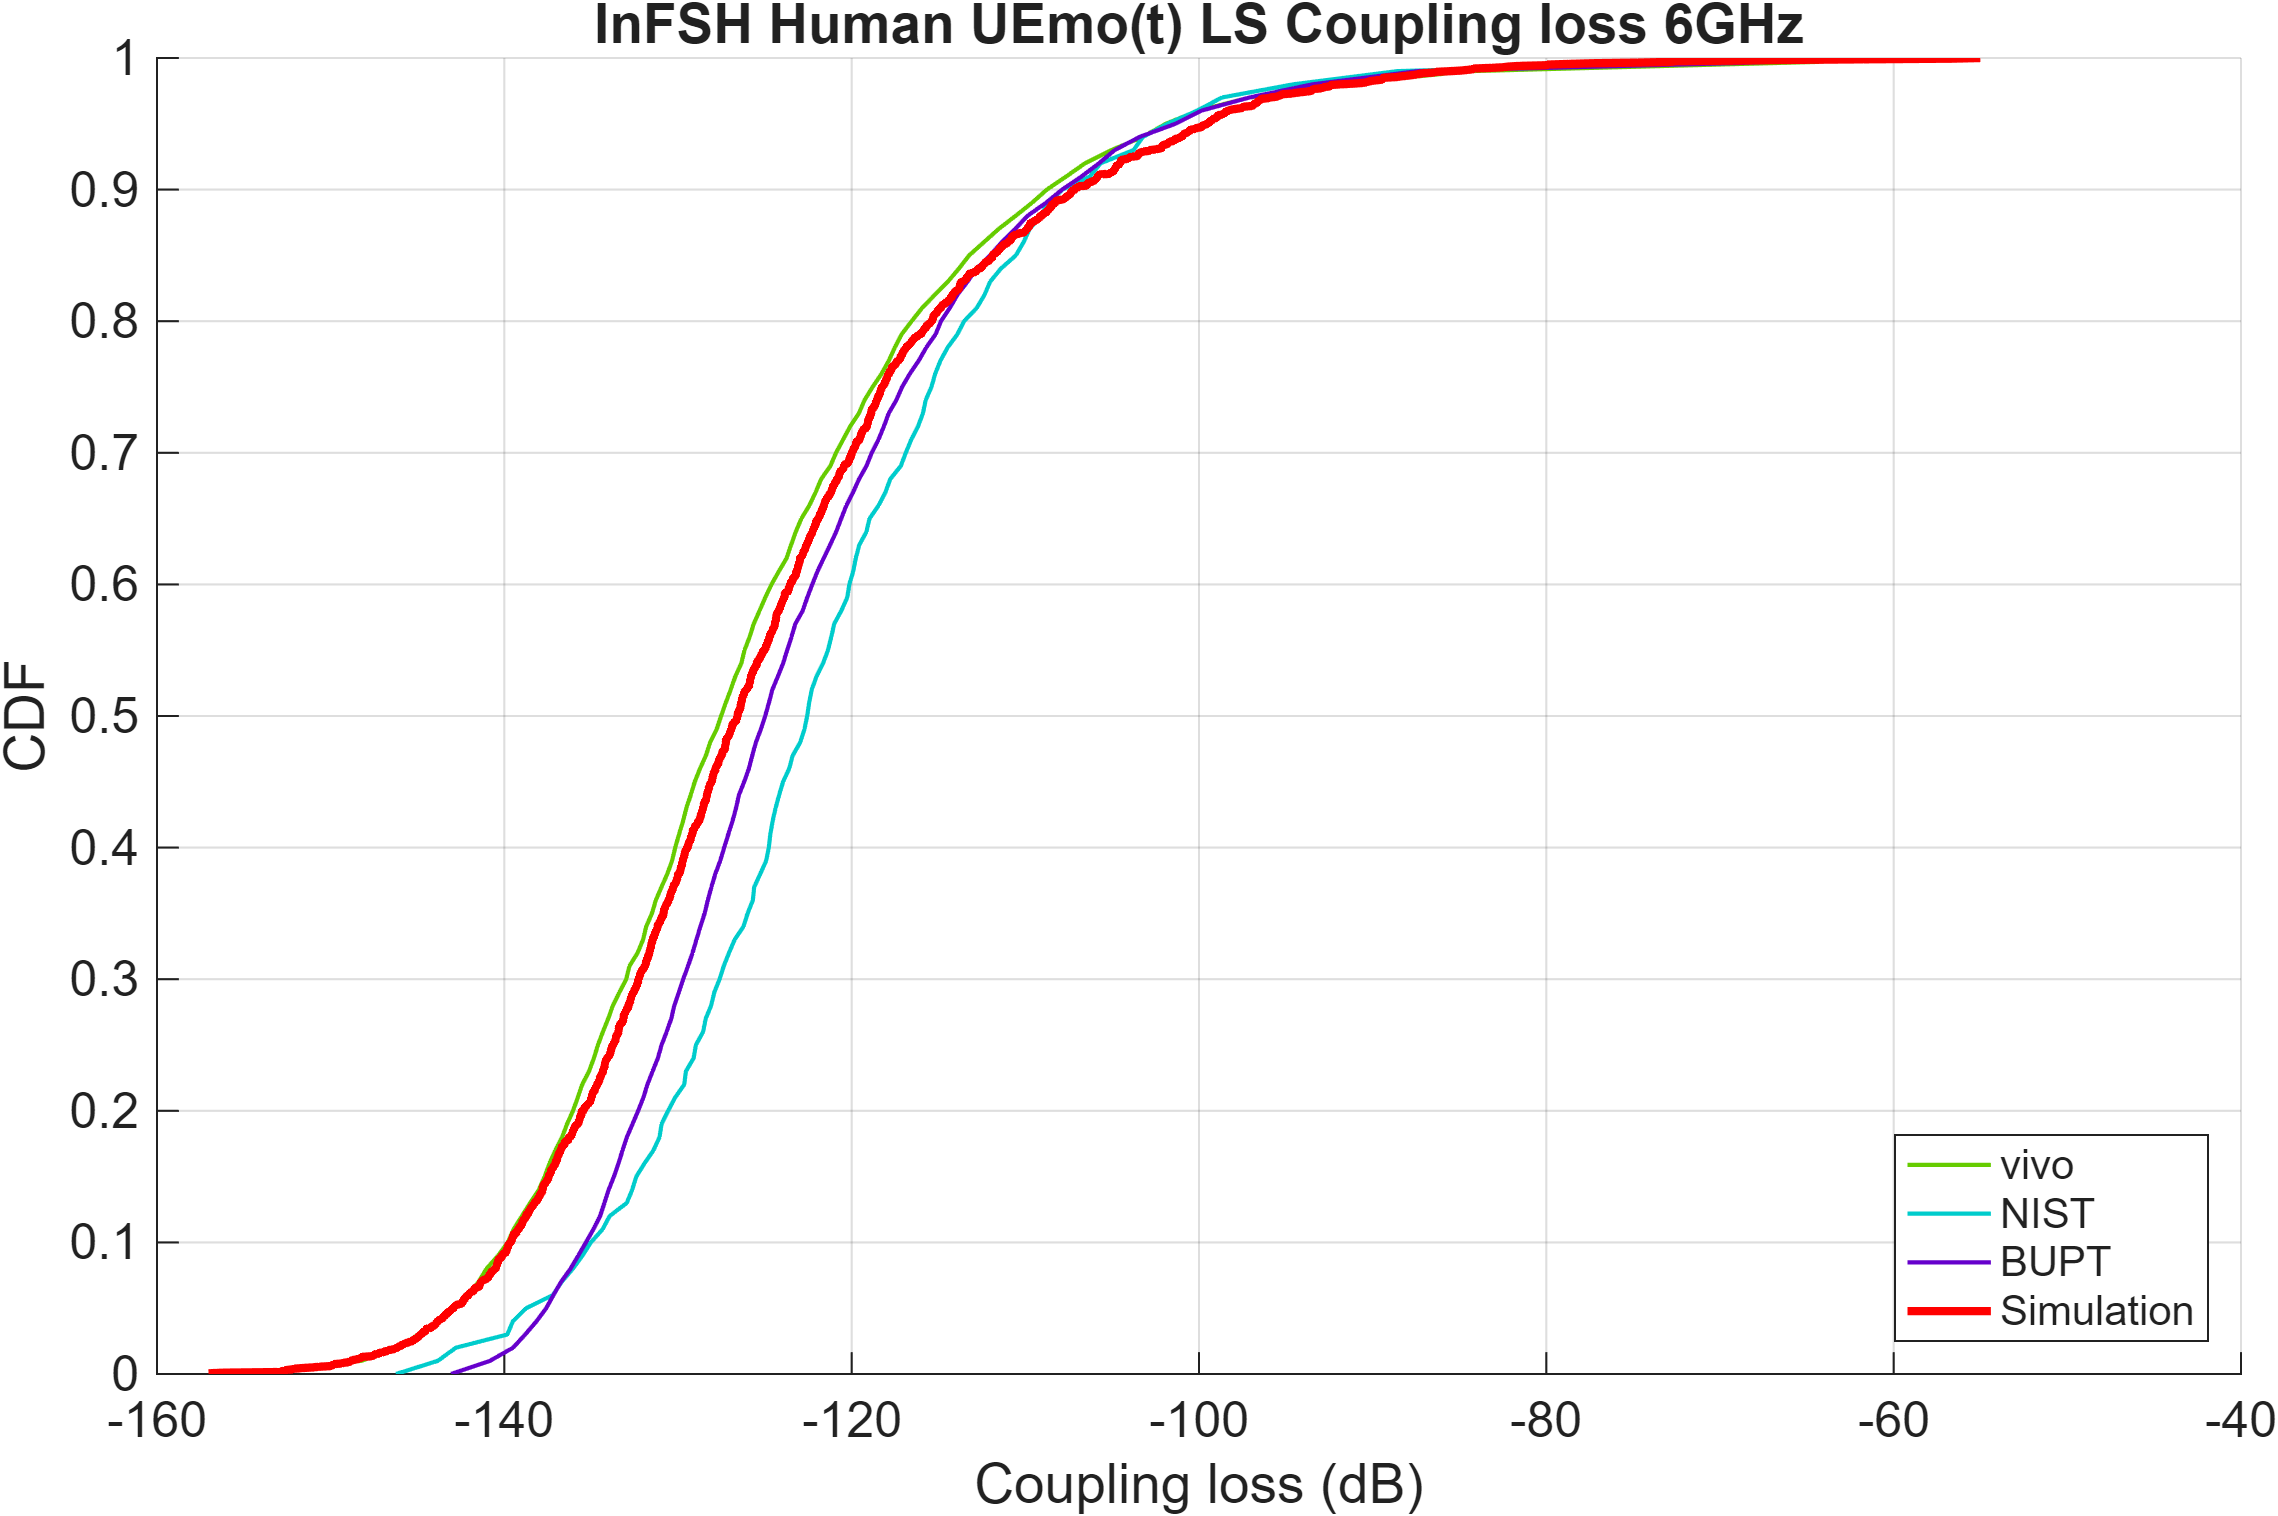 InFSH Human UEmo(t) LS Coupling loss 6GHz
1
0.9
0.8
0.7
0.6
0.5
0.4
0.3
0.2
0.1
0
CDF
-160 -140 -120 -100 -80 -60 -40
Coupling loss (dB)
vivo
NIST
BUPT
Simulation